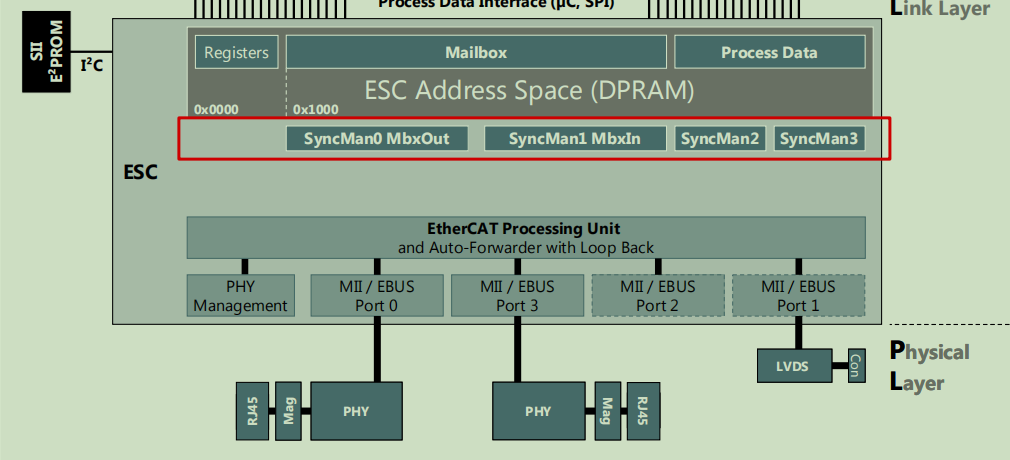 Process Data Interface (µC, SPI)
Link Layer
SII
E²PROM
I²C
Registers
Mailbox
Process Data
ESC Address Space (DPRAM)
0x0000
0x1000
SyncMan0 MbxOut
SyncMan1 MbxIn
SyncMan2
SyncMan3
ESC
EtherCAT Processing Unit
and Auto-Forwarder with Loop Back
PHY
Management
MII / EBUS
Port 0
MII / EBUS
Port 3
MII / EBUS
Port 2
MII / EBUS
Port 1
Physical
Layer
LVDS
Con
RJ45
Mag
PHY
PHY
Mag
RJ45